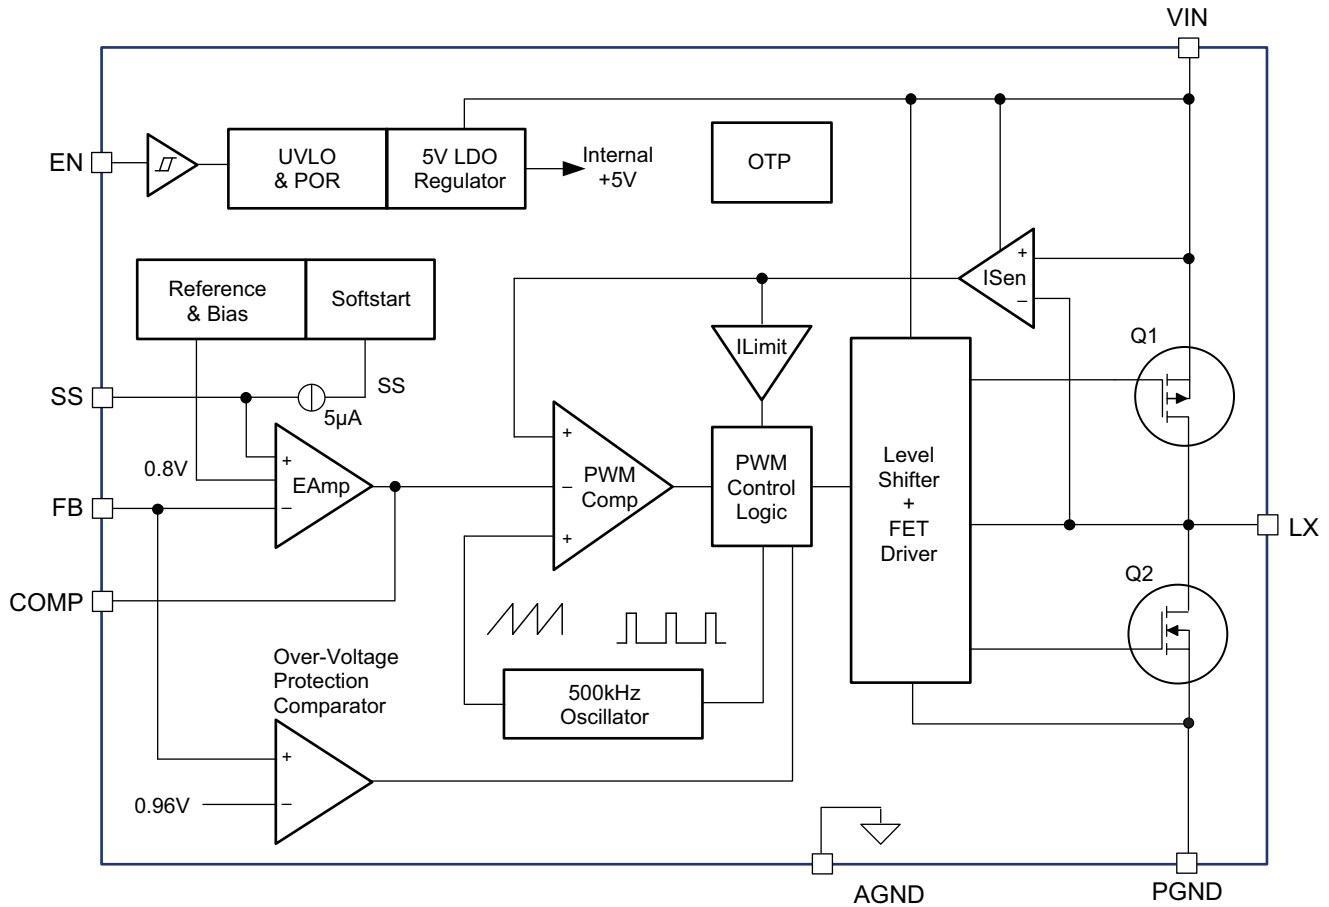 VIN
EN
UVLO
& POR
5V LDO
Regulator
Internal
+5V
OTP
Reference
& Bias
Softstart
+
ISen
−
ILimit
Q1
SS
SS
5µA
0.8V
+
EAmp
−
FB
+
−
PWM
Comp
+
PWM
Control
Logic
Level
Shifter
+
FET
Driver
LX
Q2
COMP
Over-Voltage
Protection
Comparator
500kHz
Oscillator
+
0.96V
−
AGND
PGND